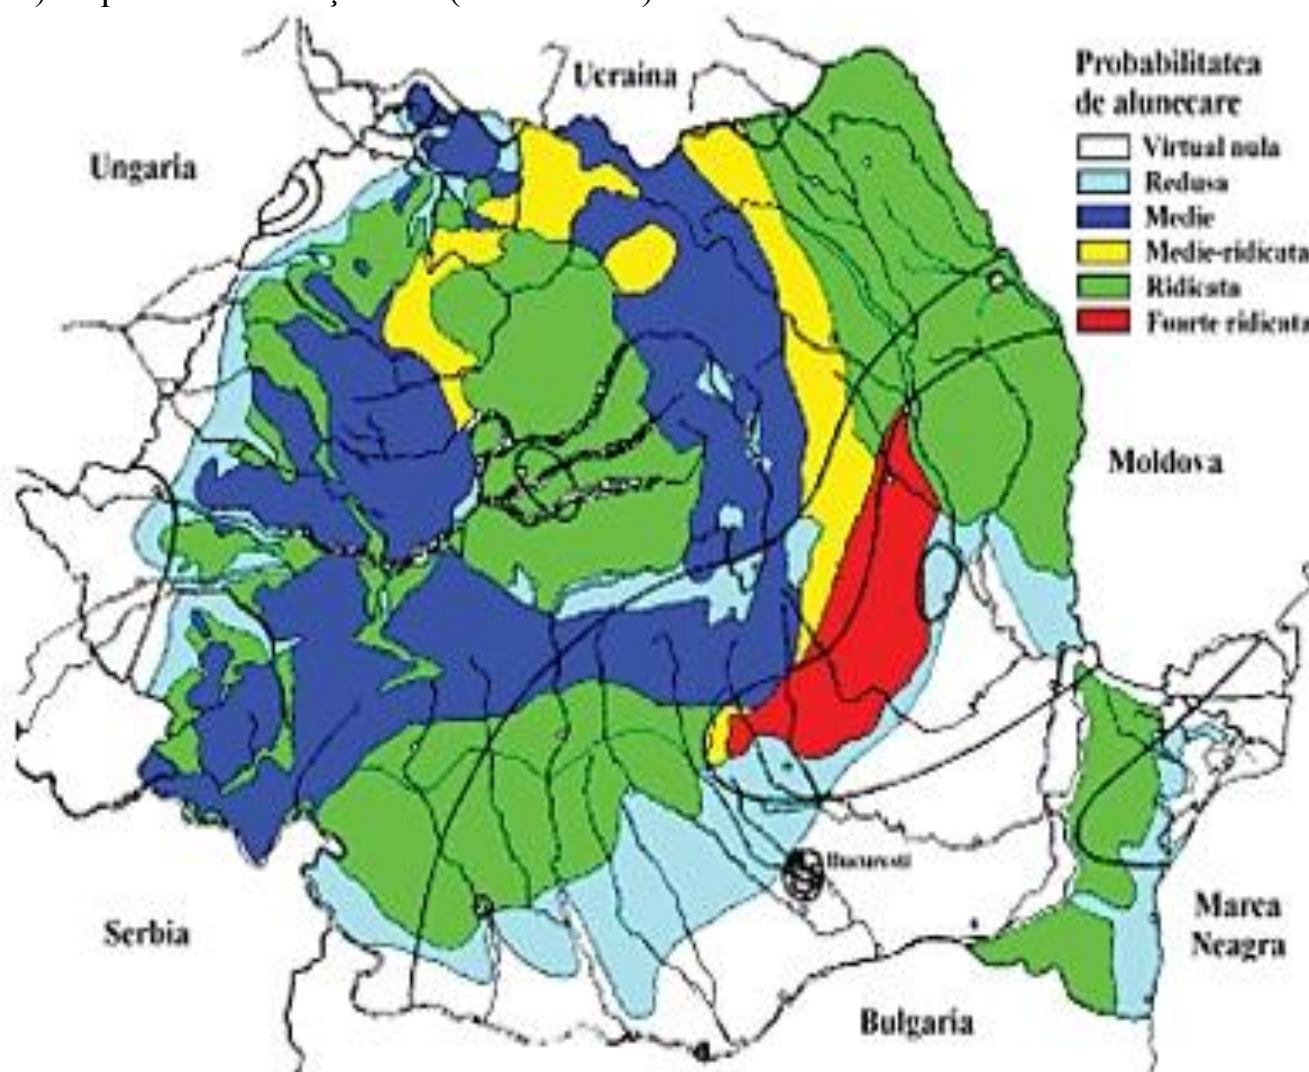 Ucraina
Probabilitatea
de alunecare
Virtual nula
Redusa
Medie
Medie-ridicata
Ridicata
Foarte ridicata
Ungaria
Moldova
Bucuresti
Serbia
Marea
Neagra
Bulgaria